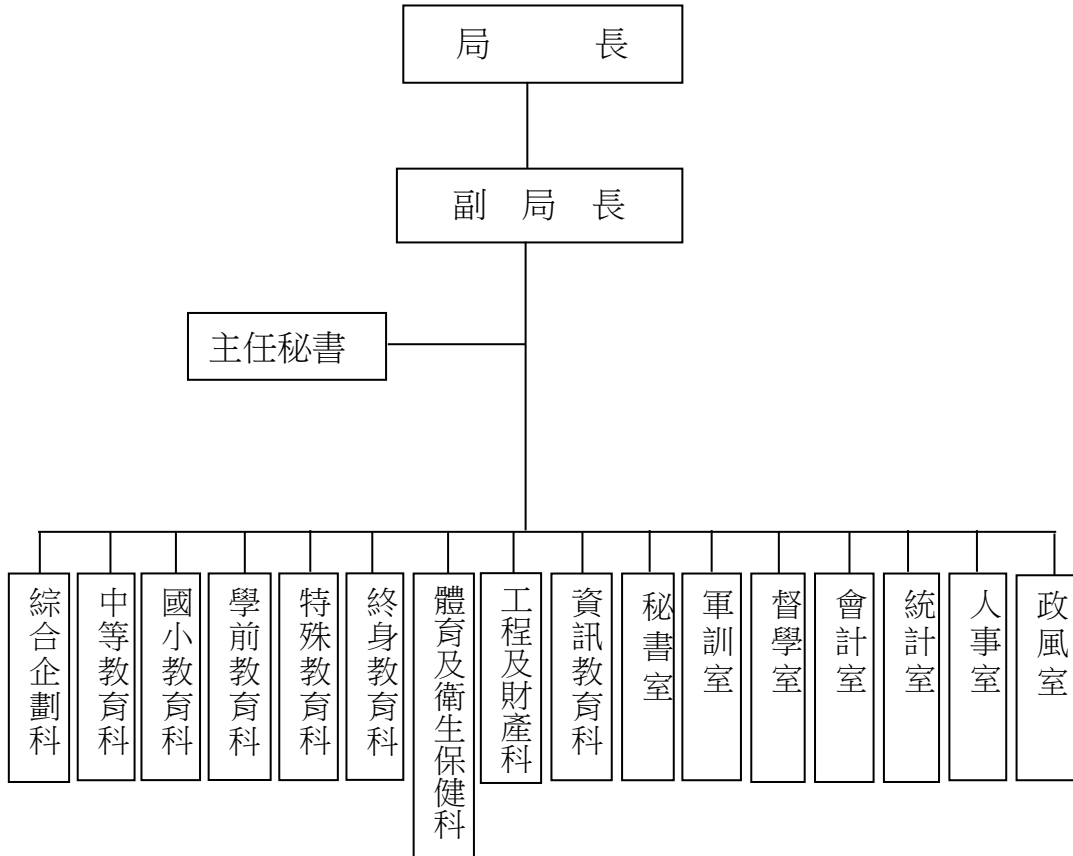 局 長
副 局 長
主任秘書
綜合企劃科
中等教育科
國小教育科
學前教育科
特殊教育科
終身教育科
體育及衛生保健科
工程及財產科
資訊教育科
秘書室
軍訓室
督學室
會計室
統計室
人事室
政風室